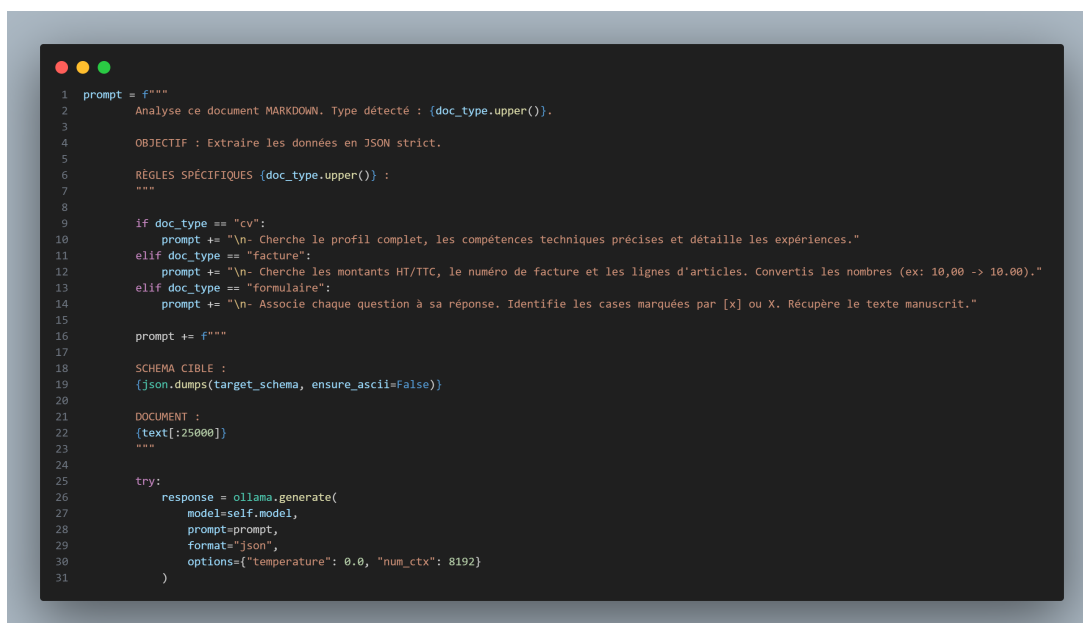 1 prompt = f"""
2 Analyse ce document MARKDOWN. Type détecté : {doc_type.upper()}.
3
4 OBJECTIF : Extraire les données en JSON strict.
5
6 RÈGLES SPÉCIFIQUES {doc_type.upper()} :
7 """
8
9 if doc_type == "cv":
10 prompt += "\n- Cherche le profil complet, les compétences techniques précises et détaille les expériences."
11 elif doc_type == "facture":
12 prompt += "\n- Cherche les montants HT/TTC, le numéro de facture et les lignes d'articles. Convertis les nombres (ex: 10,00 -> 10.00)."
13 elif doc_type == "formulaire":
14 prompt += "\n- Associe chaque question à sa réponse. Identifie les cases marquées par [x] ou X. Récupère le texte manuscrit."
15
16 prompt += f"""
17
18 SCHEMA CIBLE :
19 {json.dumps(target_schema, ensure_ascii=False)}
20
21 DOCUMENT :
22 {text[:25000]}
23 """
24
25 try:
26 response = ollama.generate(
27 model=self.model,
28 prompt=prompt,
29 format="json",
30 options={"temperature": 0.0, "num_ctx": 8192}
31 )